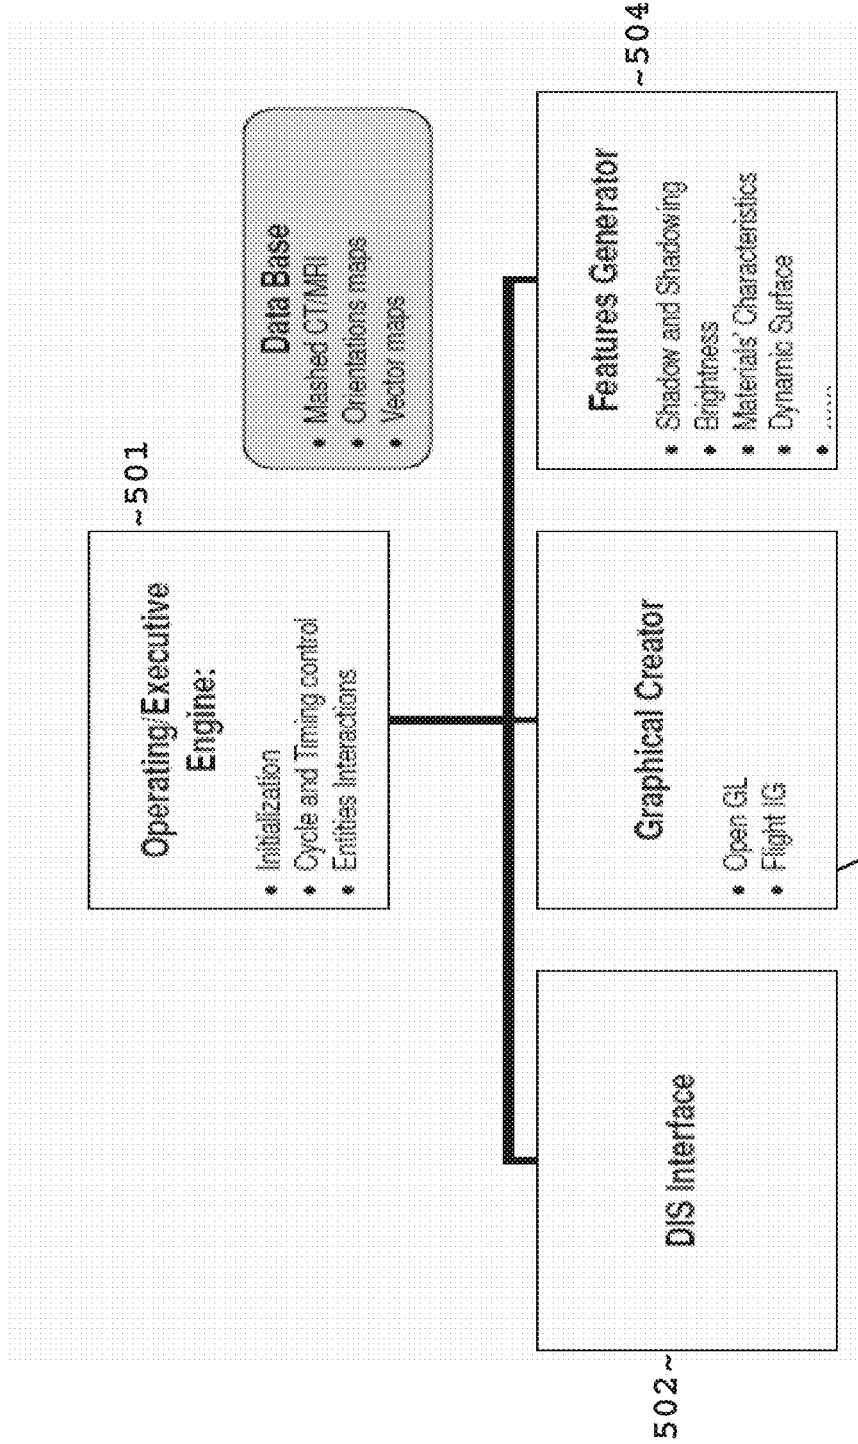 Operating/Executive
Engine:
• Initialization
• Cycle and Timing control
• Entities Interactions
~501
Data Base
• Mashed CT/MRI
• Orientations maps
• Vector maps
502~
DIS Interface
Graphical Creator
• Open GL
• Flight IG
Features Generator
• Shadow and Shadowing
• Brightness
• Materials' Characteristics
• Dynamic Surface
• .....
~504